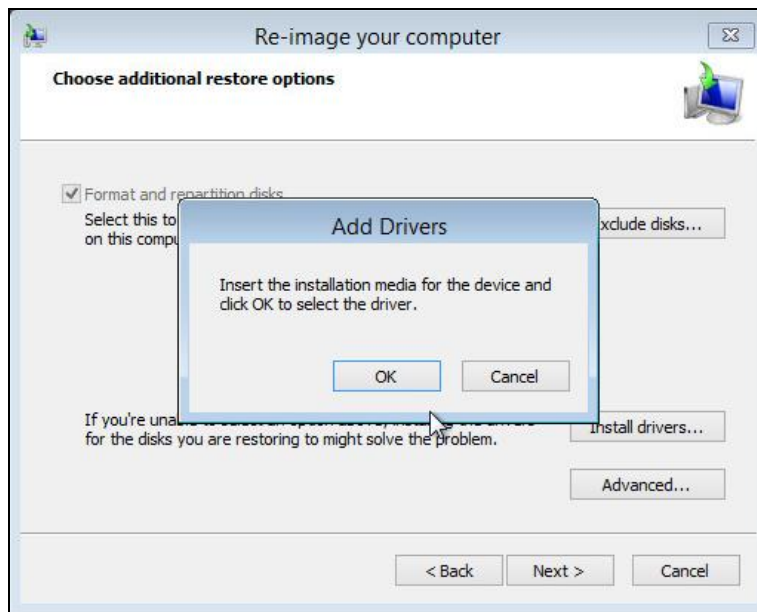 Re-image your computer
Choose additional restore options
Format and repartition disks
Select this to
on this compu
xclude disks...
Add Drivers
Insert the installation media for the device and
click OK to select the driver.
OK
Cancel
If you're una
for the disks you are restoring to might solve the problem.
Install drivers...
Advanced...
< Back
Next >
Cancel